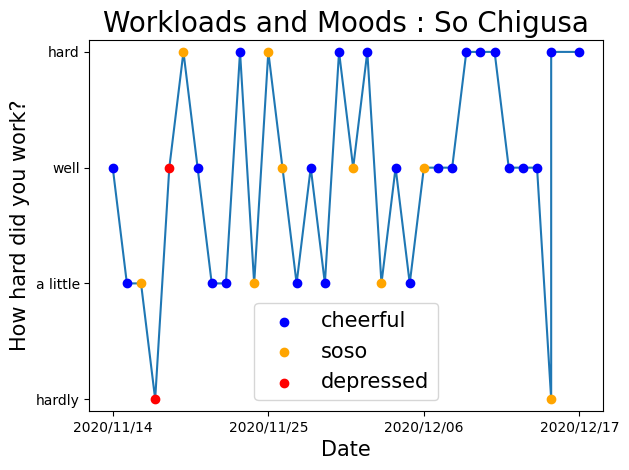 Workloads and Moods : So Chigusa
How hard did you work?
hard
well
a little
hardly
cheerful
soso
depressed
2020/11/14 2020/11/25 2020/12/06 2020/12/17
Date